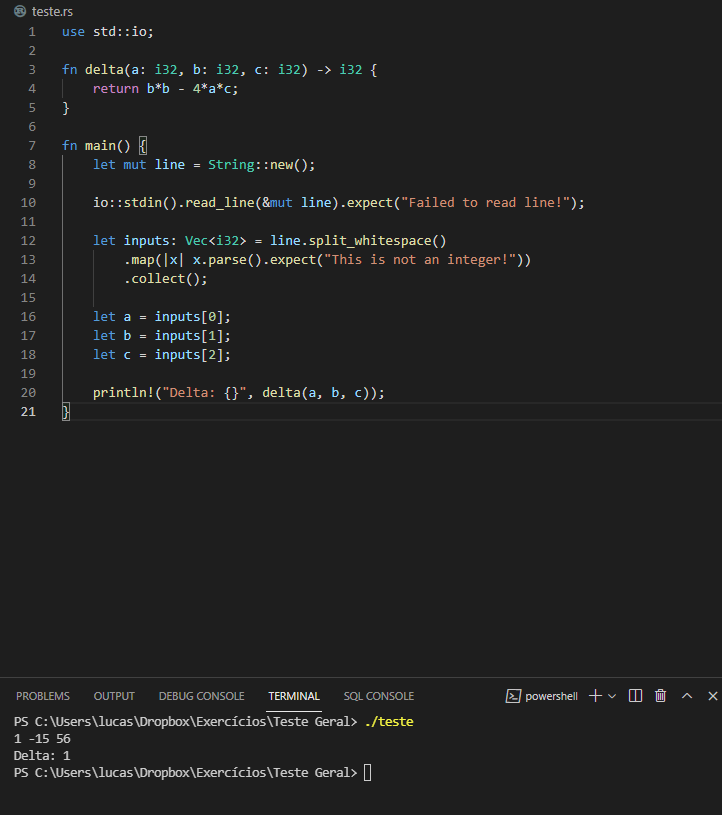 teste.rs
1 use std::io;
2
3 fn delta(a: i32, b: i32, c: i32) -> i32 {
4     return b*b - 4*a*c;
5 }
6
7 fn main() {
8     let mut line = String::new();
9
10     io::stdin().read_line(&mut line).expect("Failed to read line!");
11
12     let inputs: Vec<i32> = line.split_whitespace()
13         .map(|x| x.parse().expect("This is not an integer!"))
14         .collect();
15
16     let a = inputs[0];
17     let b = inputs[1];
18     let c = inputs[2];
19
20     println!("Delta: {}", delta(a, b, c));
21 }
PROBLEMS OUTPUT DEBUG CONSOLE TERMINAL SQL CONSOLE powershell
PS C:\Users\lucas\Dropbox\Exercícios\Teste Geral> ./teste
1 -15 56
Delta: 1
PS C:\Users\lucas\Dropbox\Exercícios\Teste Geral>